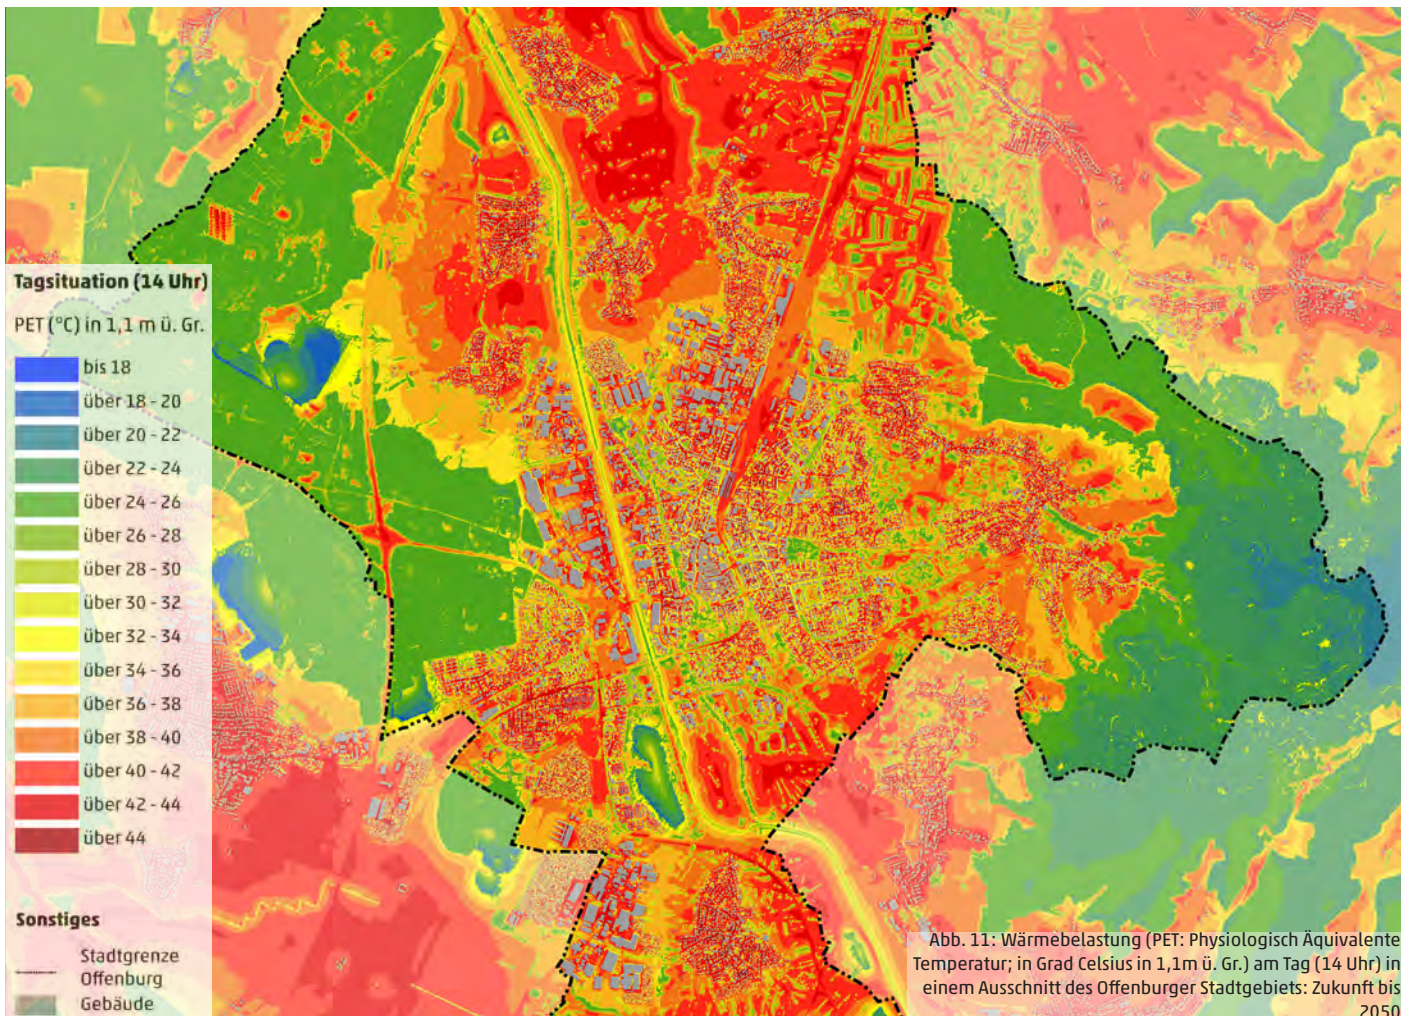 Tagsituation (14 Uhr)
PET (°C) in 1,1 m ü. Gr.
bis 18
über 18 - 20
über 20 - 22
über 22 - 24
über 24 - 26
über 26 - 28
über 28 - 30
über 30 - 32
über 32 - 34
über 34 - 36
über 36 - 38
über 38 - 40
über 40 - 42
über 42 - 44
über 44
Sonstiges
Stadtgrenze
Offenburg
Gebäude
Abb. 11: Wärmebelastung (PET: Physiologisch Äquivalente
Temperatur; in Grad Celsius in 1,1m ü. Gr.) am Tag (14 Uhr) in
einem Ausschnitt des Offenburger Stadtgebiets: Zukunft bis
2050